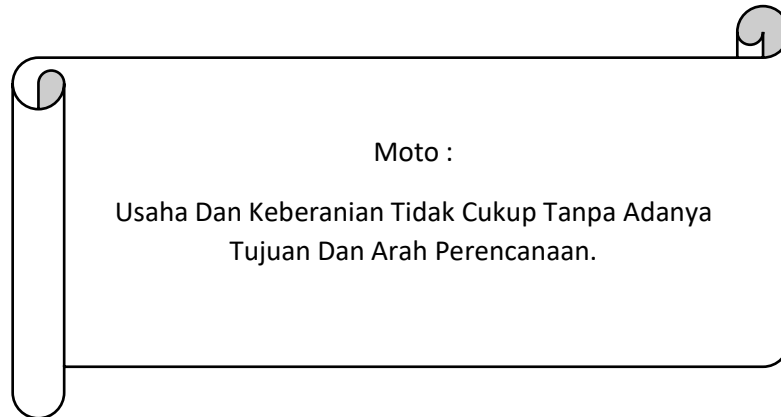 Moto :
Usaha Dan Keberanian Tidak Cukup Tanpa Adanya
Tujuan Dan Arah Perencanaan.